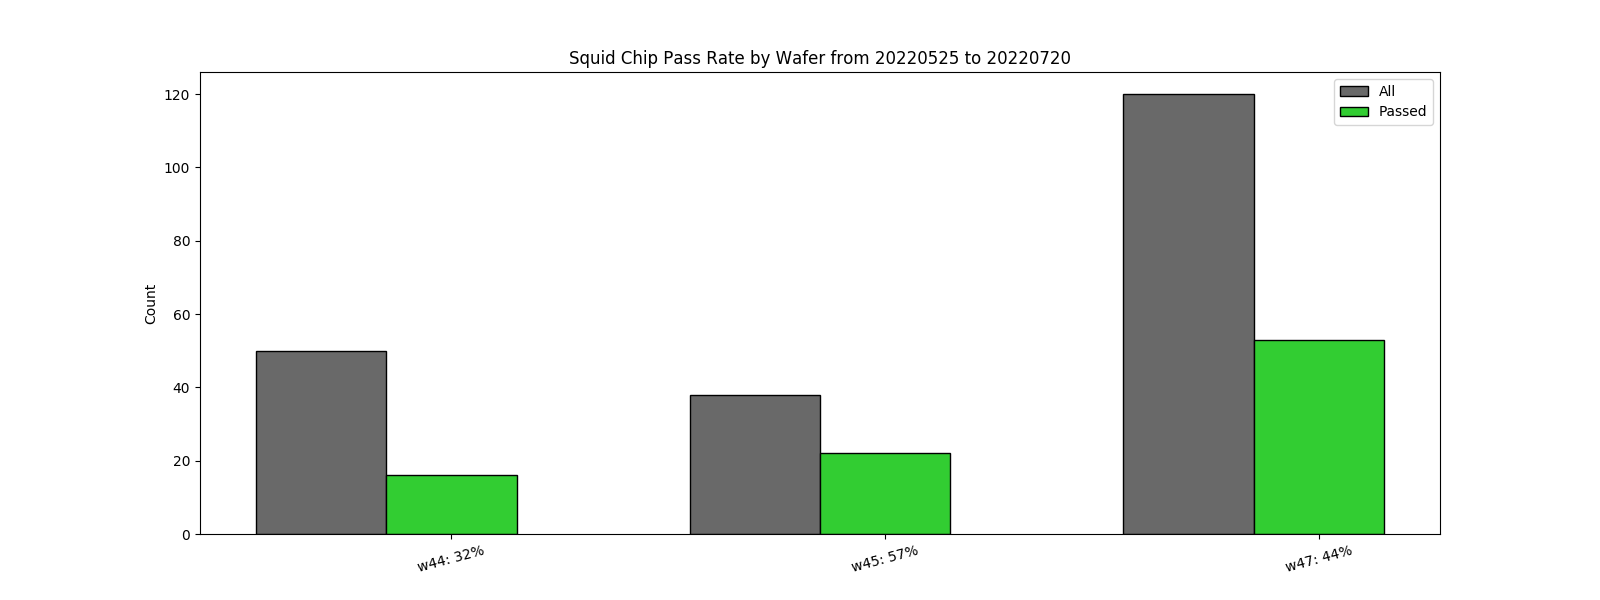 Squid Chip Pass Rate by Wafer from 20220525 to 20220720
All
Passed
Count
120
100
80
60
40
20
0
w44: 32%
w45: 57%
w47: 44%